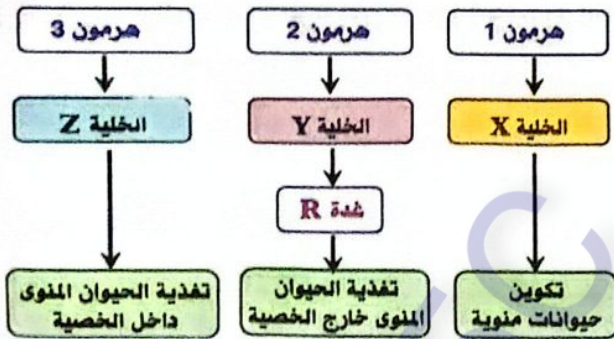 هرمون 1
هرمون 2
هرمون 3
الخلية X
الخلية Y
الخلية Z
غدة R
تكوين
حيوانات منوية
تغذية الحيوان
المنوى خارج الخصية
تغذية الحيوان المنوى
داخل الخصية